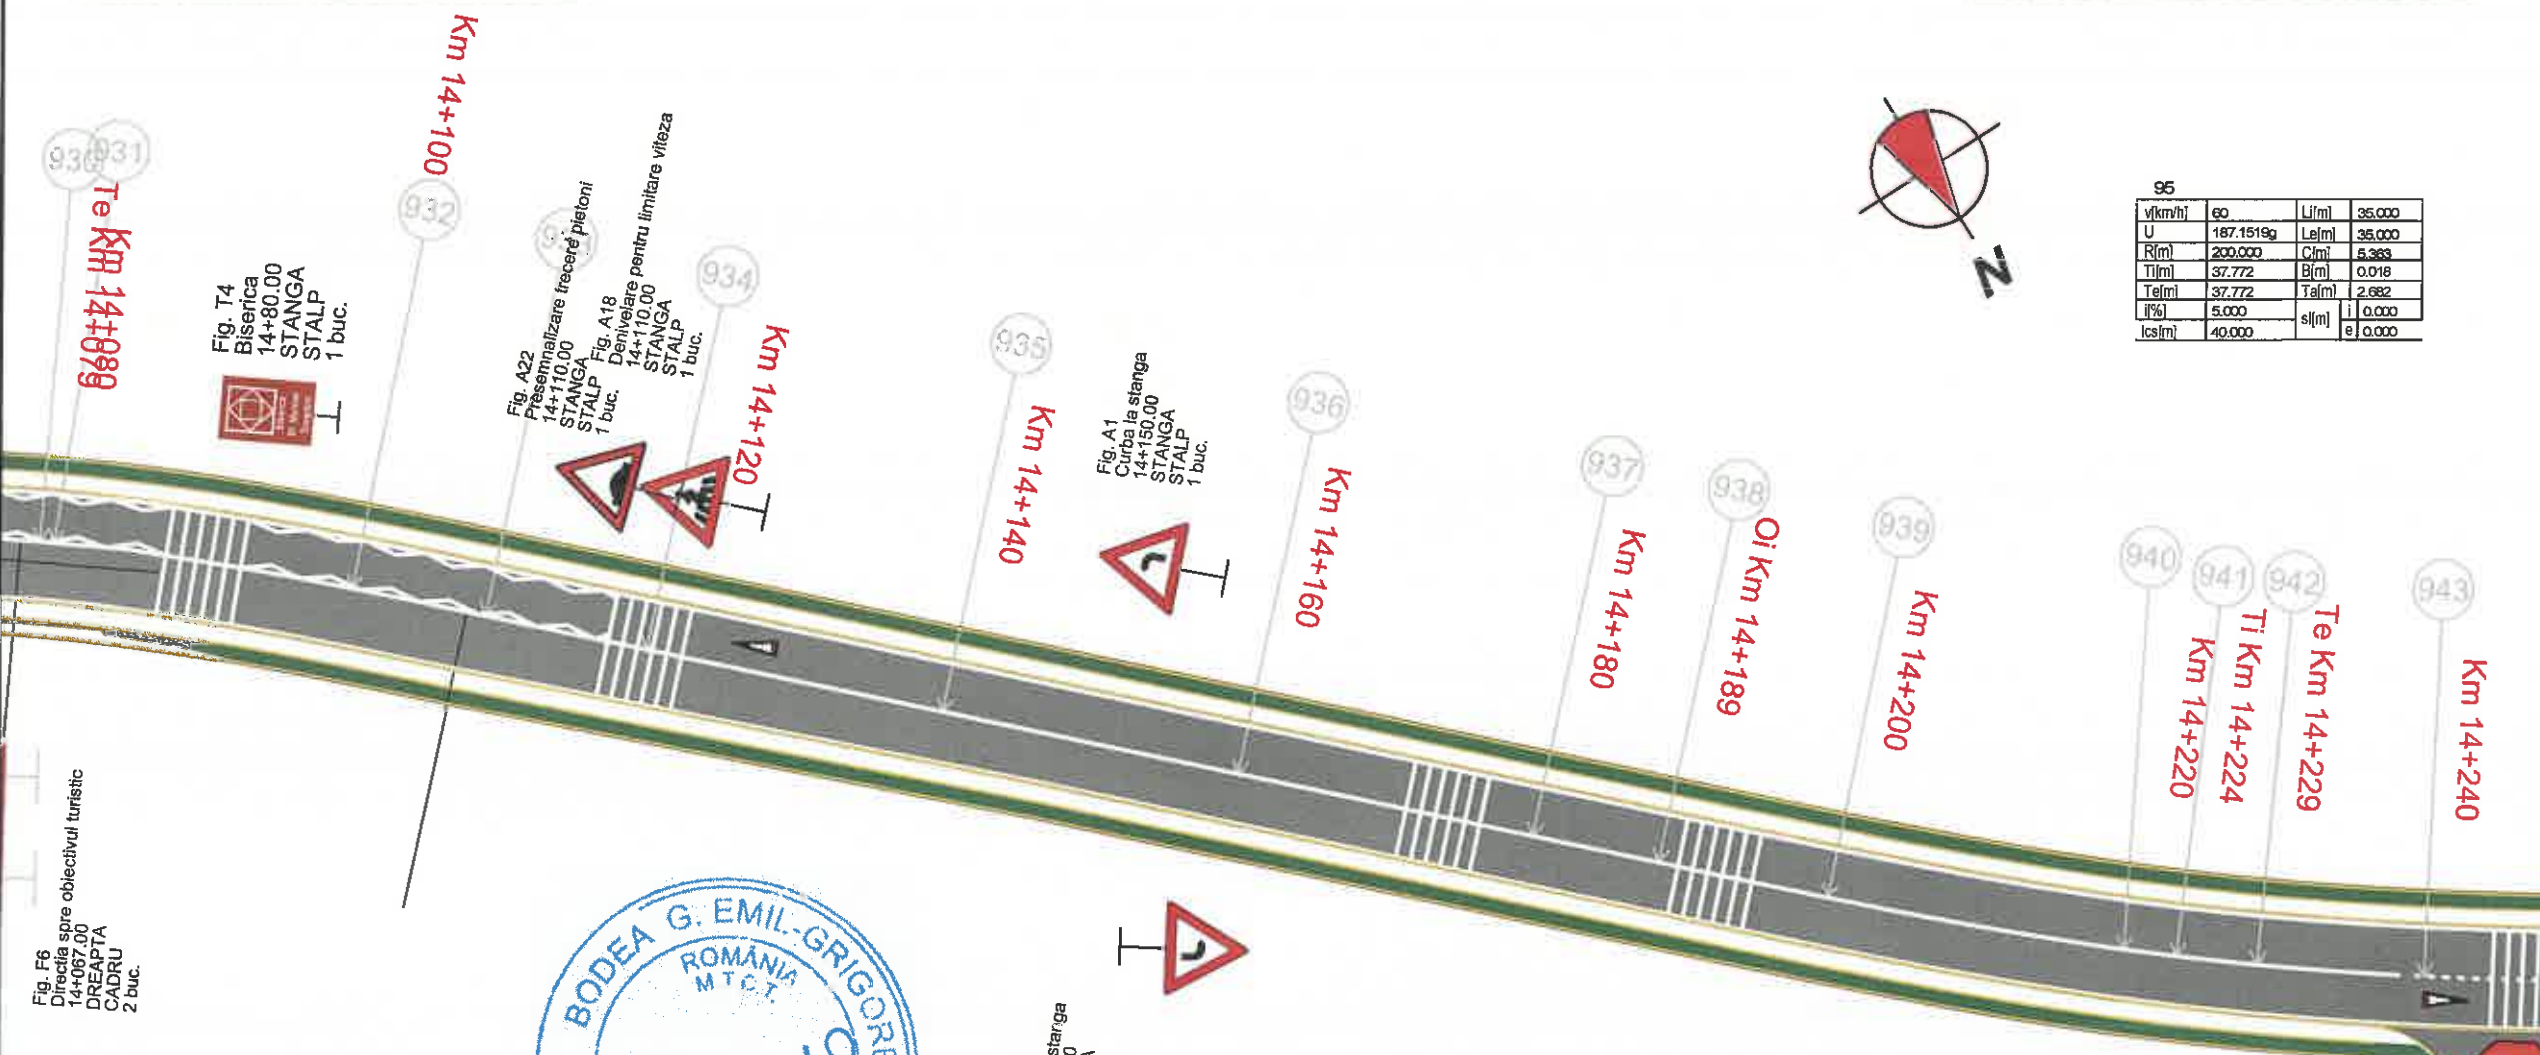 930
931
Te Km 14+079
Km 14+080
Fig. T4
Biserica
14+80.00
STANGA
STALP
1 buc.
Km 14+100
932
Fig. A22
Presemnalizare trecere pietoni
14+110.00
STANGA
STALP
1 buc.
Fig. A18
Denivelare pentru limitare viteza
14+110.00
STANGA
STALP
1 buc.
934
Km 14+120
935
Km 14+140
Fig. A1
Curba la stanga
14+150.00
STANGA
STALP
1 buc.
936
Km 14+160
937
Km 14+180
938
Oi Km 14+189
939
Km 14+200
940
Km 14+220
941
Ti Km 14+224
942
Te Km 14+229
943
Km 14+240
N
95
v[km/h] 60 Li[m] 35.000
U 187.1519g Le[m] 35.000
R[m] 200.000 C[m] 5.363
Ti[m] 37.772 B[m] 0.018
Te[m] 37.772 Ta[m] 2.682
i[%] 5.000 sl[m] i 0.000
lcs[m] 40.000 e 0.000
Fig. F6
Directia spre obiectivul turistic
14+067.00
DREAPTA
CADRU
2 buc.
BODEA G. EMIL-GRIGORE
ROMÂNIA
M T C T.
stanga